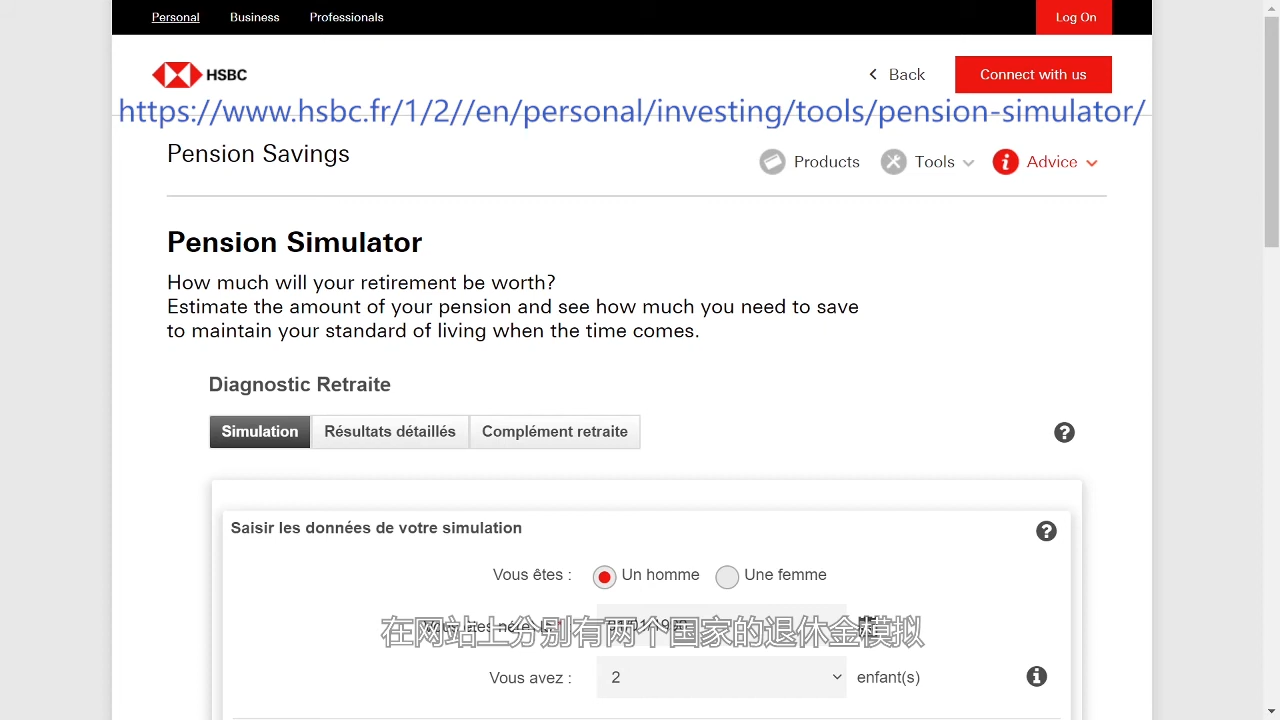 Personal Business Professionals Log On
HSBC
Back Connect with us
https://www.hsbc.fr/1/2//en/personal/investing/tools/pension-simulator/
Pension Savings
Products Tools Advice
Pension Simulator
How much will your retirement be worth?
Estimate the amount of your pension and see how much you need to save
to maintain your standard of living when the time comes.
Diagnostic Retraite
Simulation Résultats détaillés Complément retraite
Saisir les données de votre simulation
Vous êtes : Un homme Une femme
在网站上分别有两个国家的退休金模拟
Vous avez : 2 enfant(s)